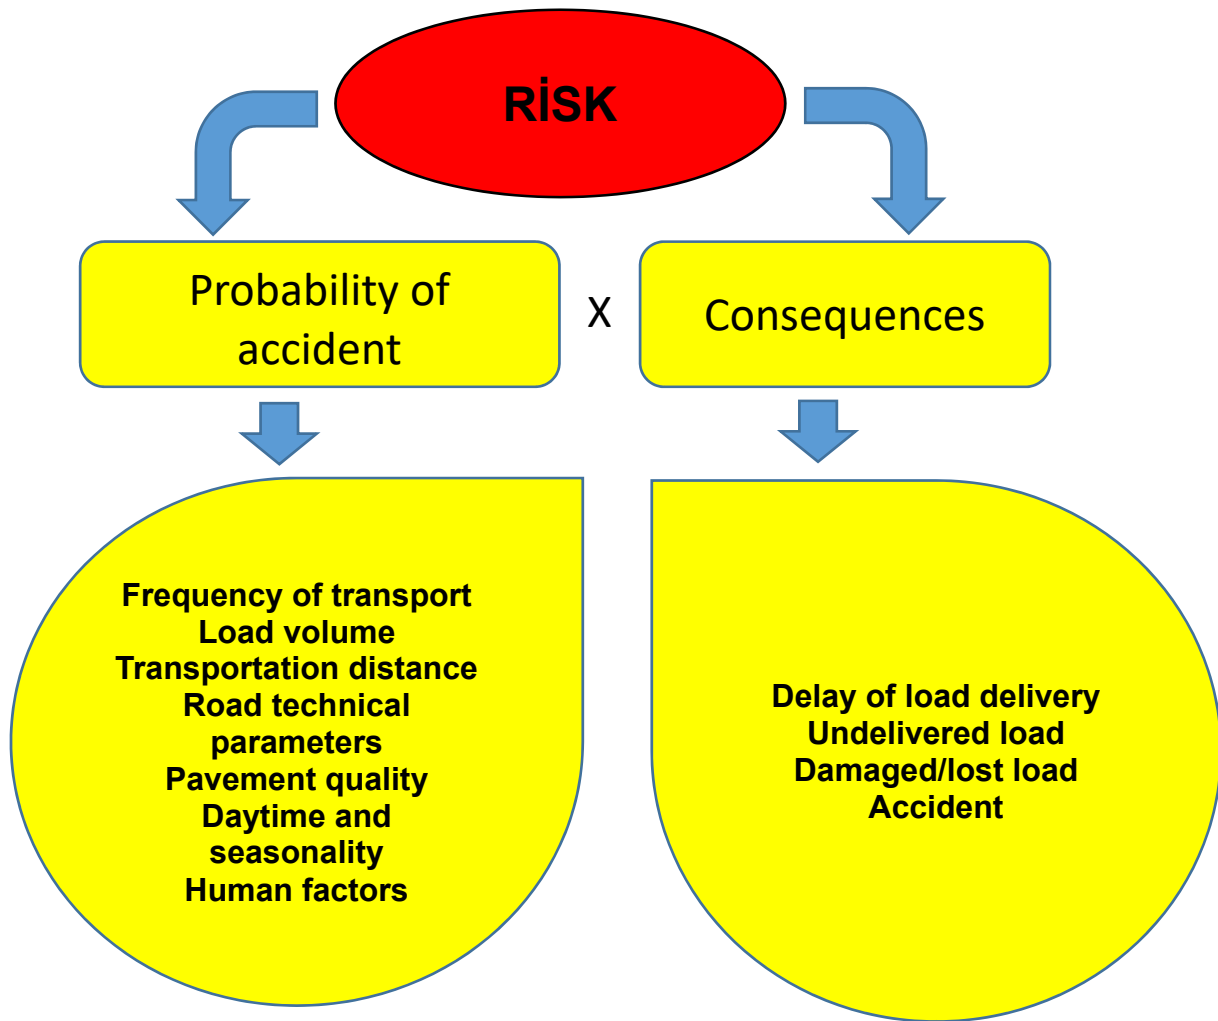 RİSK
Probability of
accident
X
Consequences
Frequency of transport
Load volume
Transportation distance
Road technical
parameters
Pavement quality
Daytime and
seasonality
Human factors
Delay of load delivery
Undelivered load
Damaged/lost load
Accident